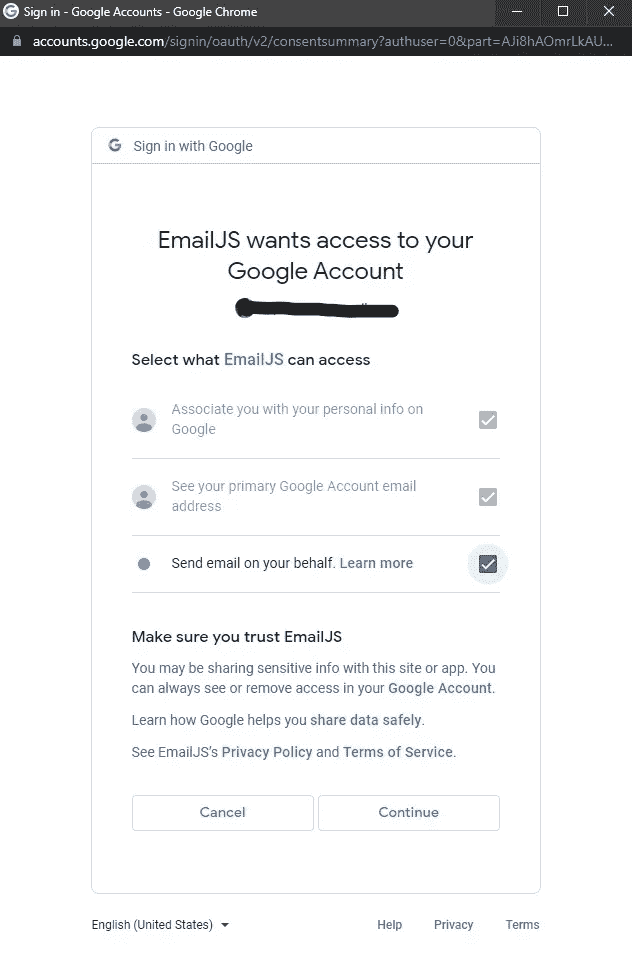 Sign in - Google Accounts - Google Chrome
accounts.google.com/signin/oauth/v2/consentsummary?authuser=0&part=AJi8hAOmrLkAU...
Sign in with Google
EmailJS wants access to your
Google Account
Select what EmailJS can access
Associate you with your personal info on
Google
See your primary Google Account email
address
Send email on your behalf. Learn more
Make sure you trust EmailJS
You may be sharing sensitive info with this site or app. You
can always see or remove access in your Google Account.
Learn how Google helps you share data safely.
See EmailJS's Privacy Policy and Terms of Service.
Cancel Continue
English (United States) Help Privacy Terms